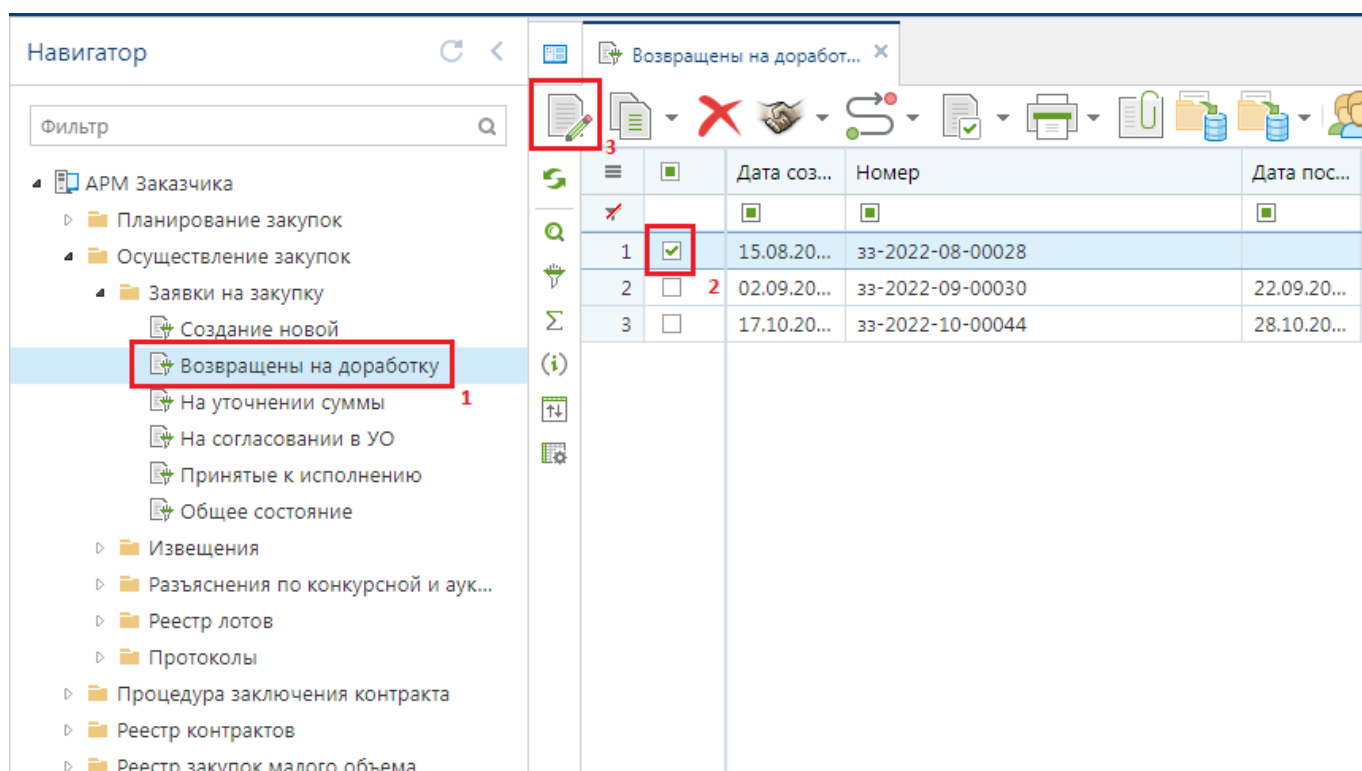 Навигатор
Возвращены на доработ...
Фильтр
3
Дата соз...
Номер
Дата пос...
АРМ Заказчика
Планирование закупок
Осуществление закупок
1
15.08.20...
зз-2022-08-00028
Заявки на закупку
2
2
02.09.20...
зз-2022-09-00030
22.09.20...
Создание новой
3
17.10.20...
зз-2022-10-00044
28.10.20...
Возвращены на доработку
1
На уточнении суммы
На согласовании в УО
Принятые к исполнению
Общее состояние
Извещения
Разъяснения по конкурсной и аук...
Реестр лотов
Протоколы
Процедура заключения контракта
Реестр контрактов
Реестр закупок малого объема